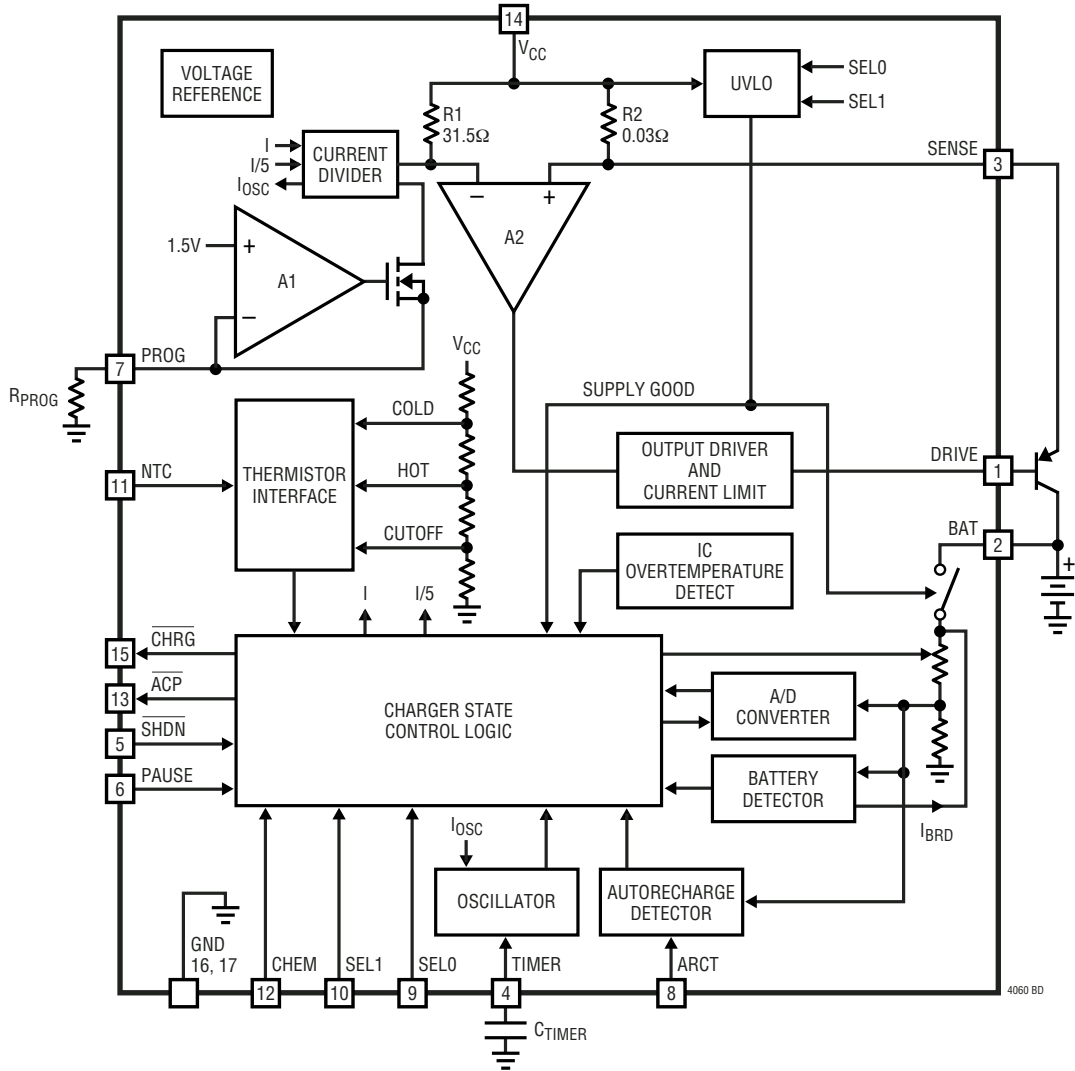 14
VCC
VOLTAGE
REFERENCE
UVLO
SEL0
SEL1
R1
31.5Ω
R2
0.03Ω
I
I/5
IOSC
CURRENT
DIVIDER
SENSE
3
–
+
A2
1.5V
+
A1
–
7
PROG
RPROG
VCC
SUPPLY GOOD
COLD
HOT
CUTOFF
THERMISTOR
INTERFACE
11
NTC
OUTPUT DRIVER
AND
CURRENT LIMIT
DRIVE
1
BAT
2
+
IC
OVERTEMPERATURE
DETECT
I
I/5
15
CHRG
13
ACP
5
SHDN
6
PAUSE
CHARGER STATE
CONTROL LOGIC
A/D
CONVERTER
BATTERY
DETECTOR
IBRD
IOSC
OSCILLATOR
AUTORECHARGE
DETECTOR
GND
16, 17
CHEM
12
SEL1
10
SEL0
9
TIMER
4
ARCT
8
CTIMER
4060 BD